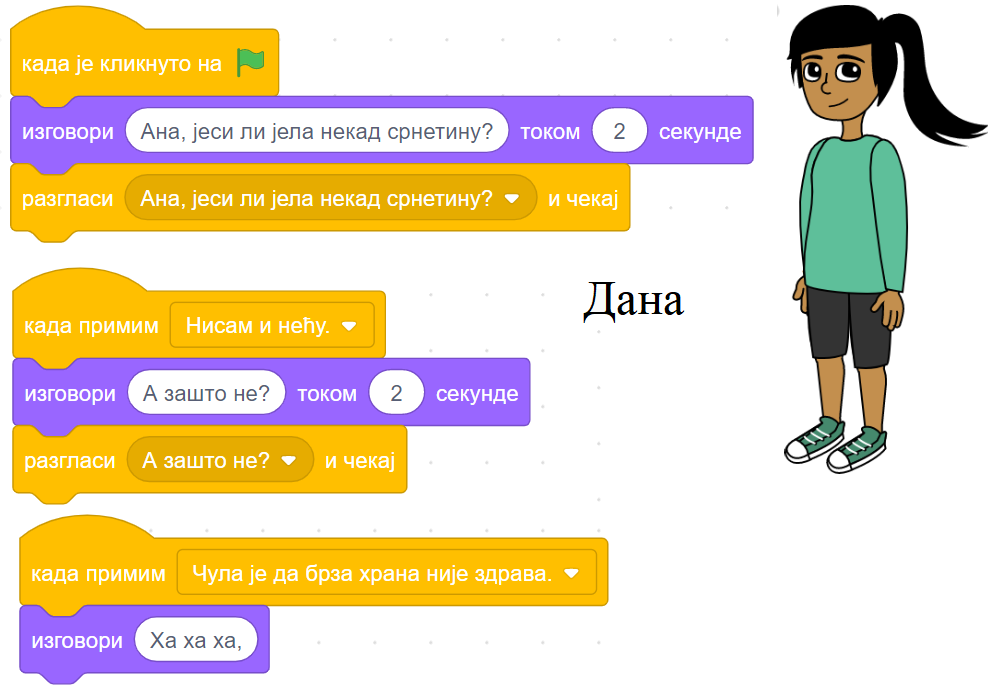 када је кликнуто на
изговори Ана, јеси ли јела некад срнетину? током 2 секунде
разгласи Ана, јеси ли јела некад срнетину? и чекај
када примим Нисам и нећу.
изговори А зашто не? током 2 секунде
разгласи А зашто не? и чекај
када примим Чула је да брза храна није здрава.
изговори Ха ха ха,
Дана